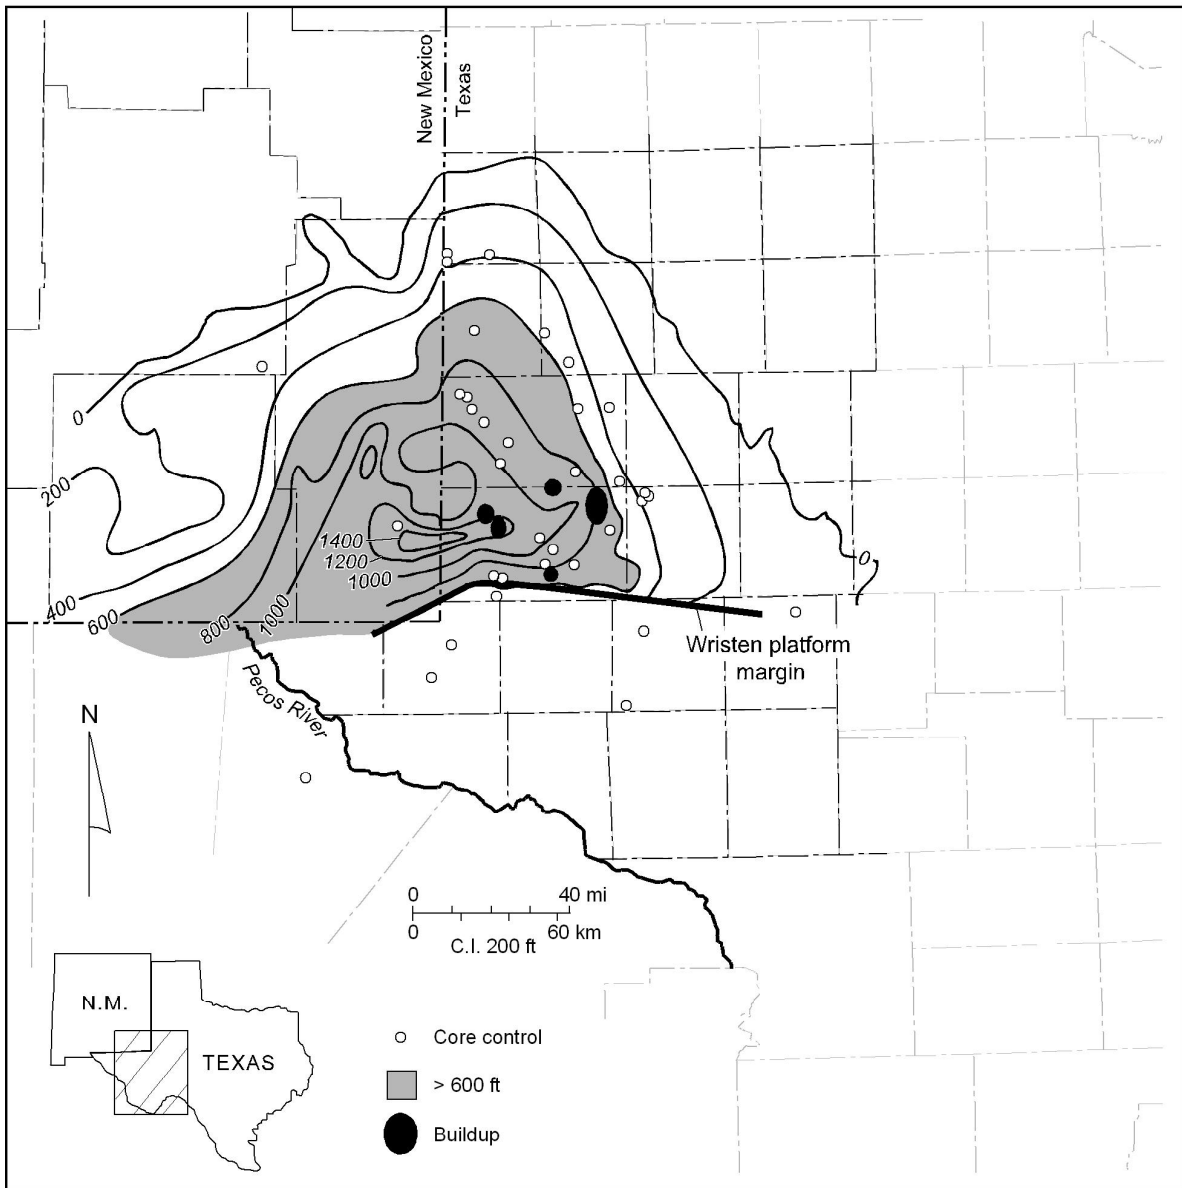 New Mexico
Texas
0
200
400
600
800
1000
1400
1200
1000
0
Wristen platform
margin
Pecos River
N
0 40 mi
0 60 km
C.I. 200 ft
N.M.
TEXAS
Core control
> 600 ft
Buildup